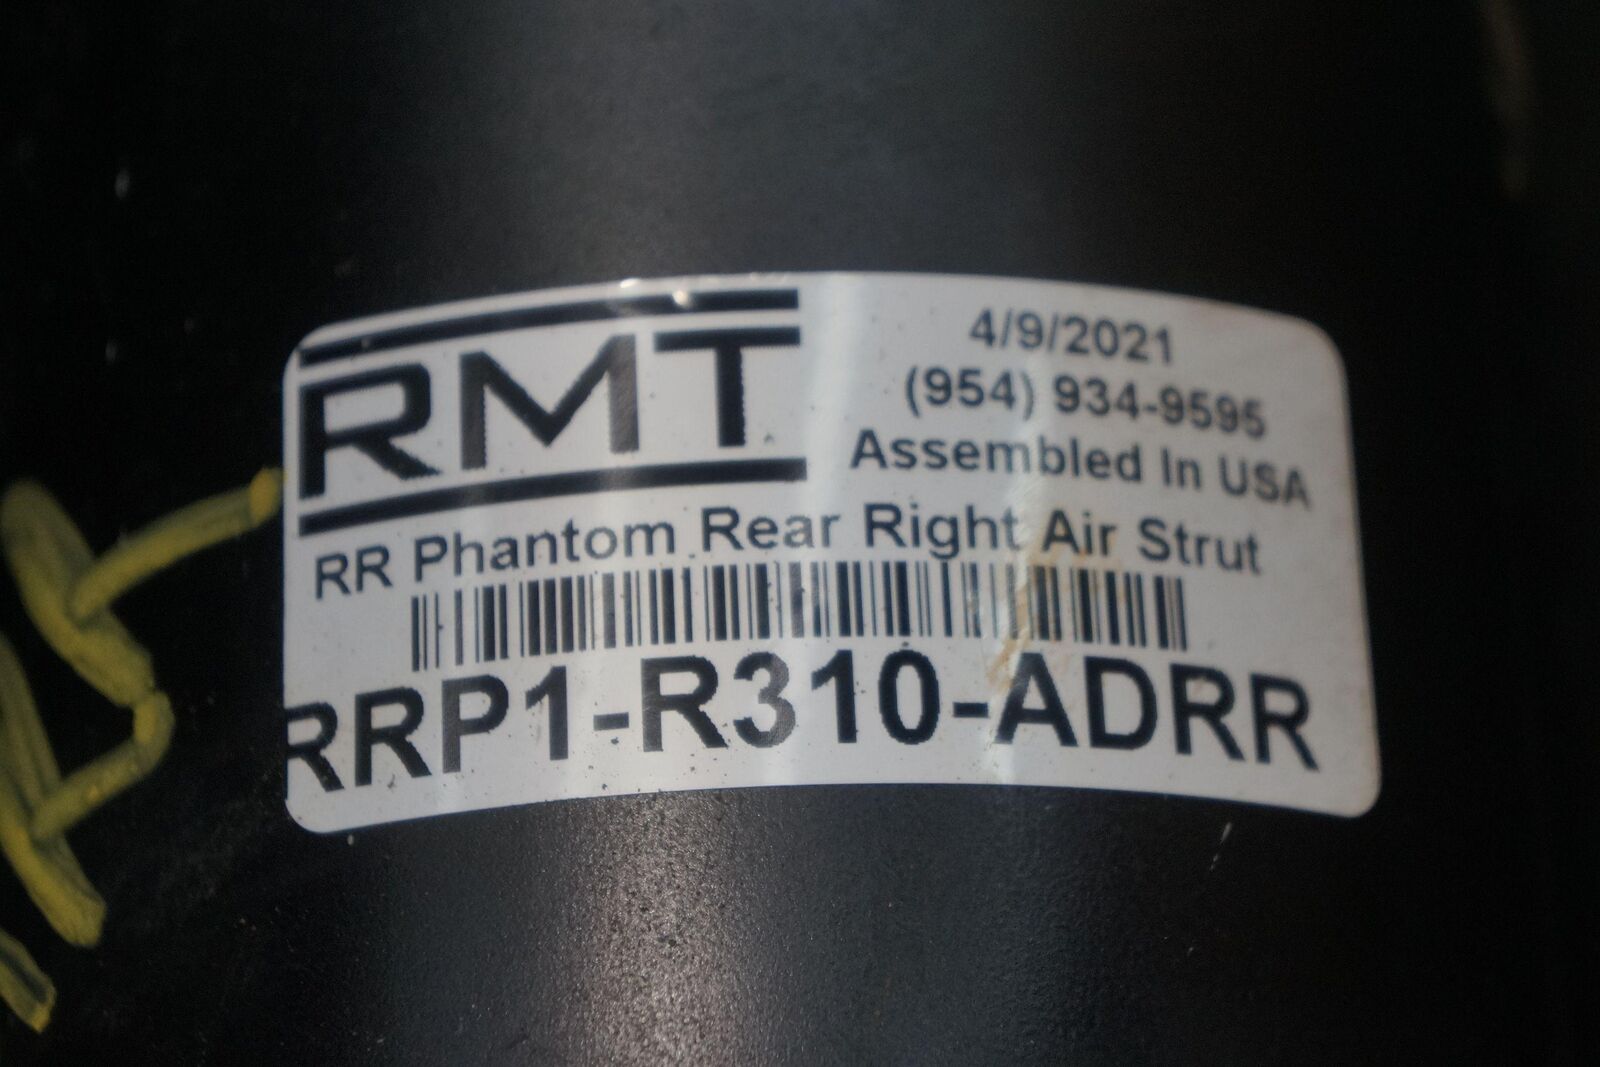 RMT
4/9/2021
(954) 934-9595
Assembled In USA
RR Phantom Rear Right Air Strut
RRP1-R310-ADRR